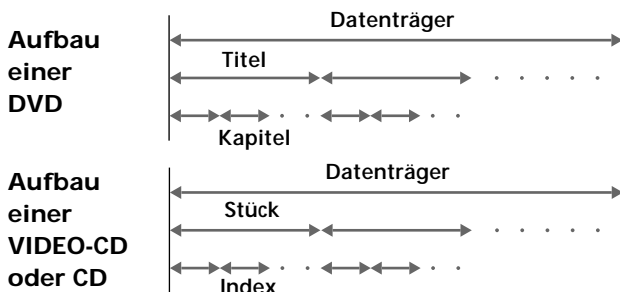 Aufbau
einer
DVD
Datenträger
Titel
Kapitel
Aufbau
einer
VIDEO-CD
oder CD
Datenträger
Stück
Index